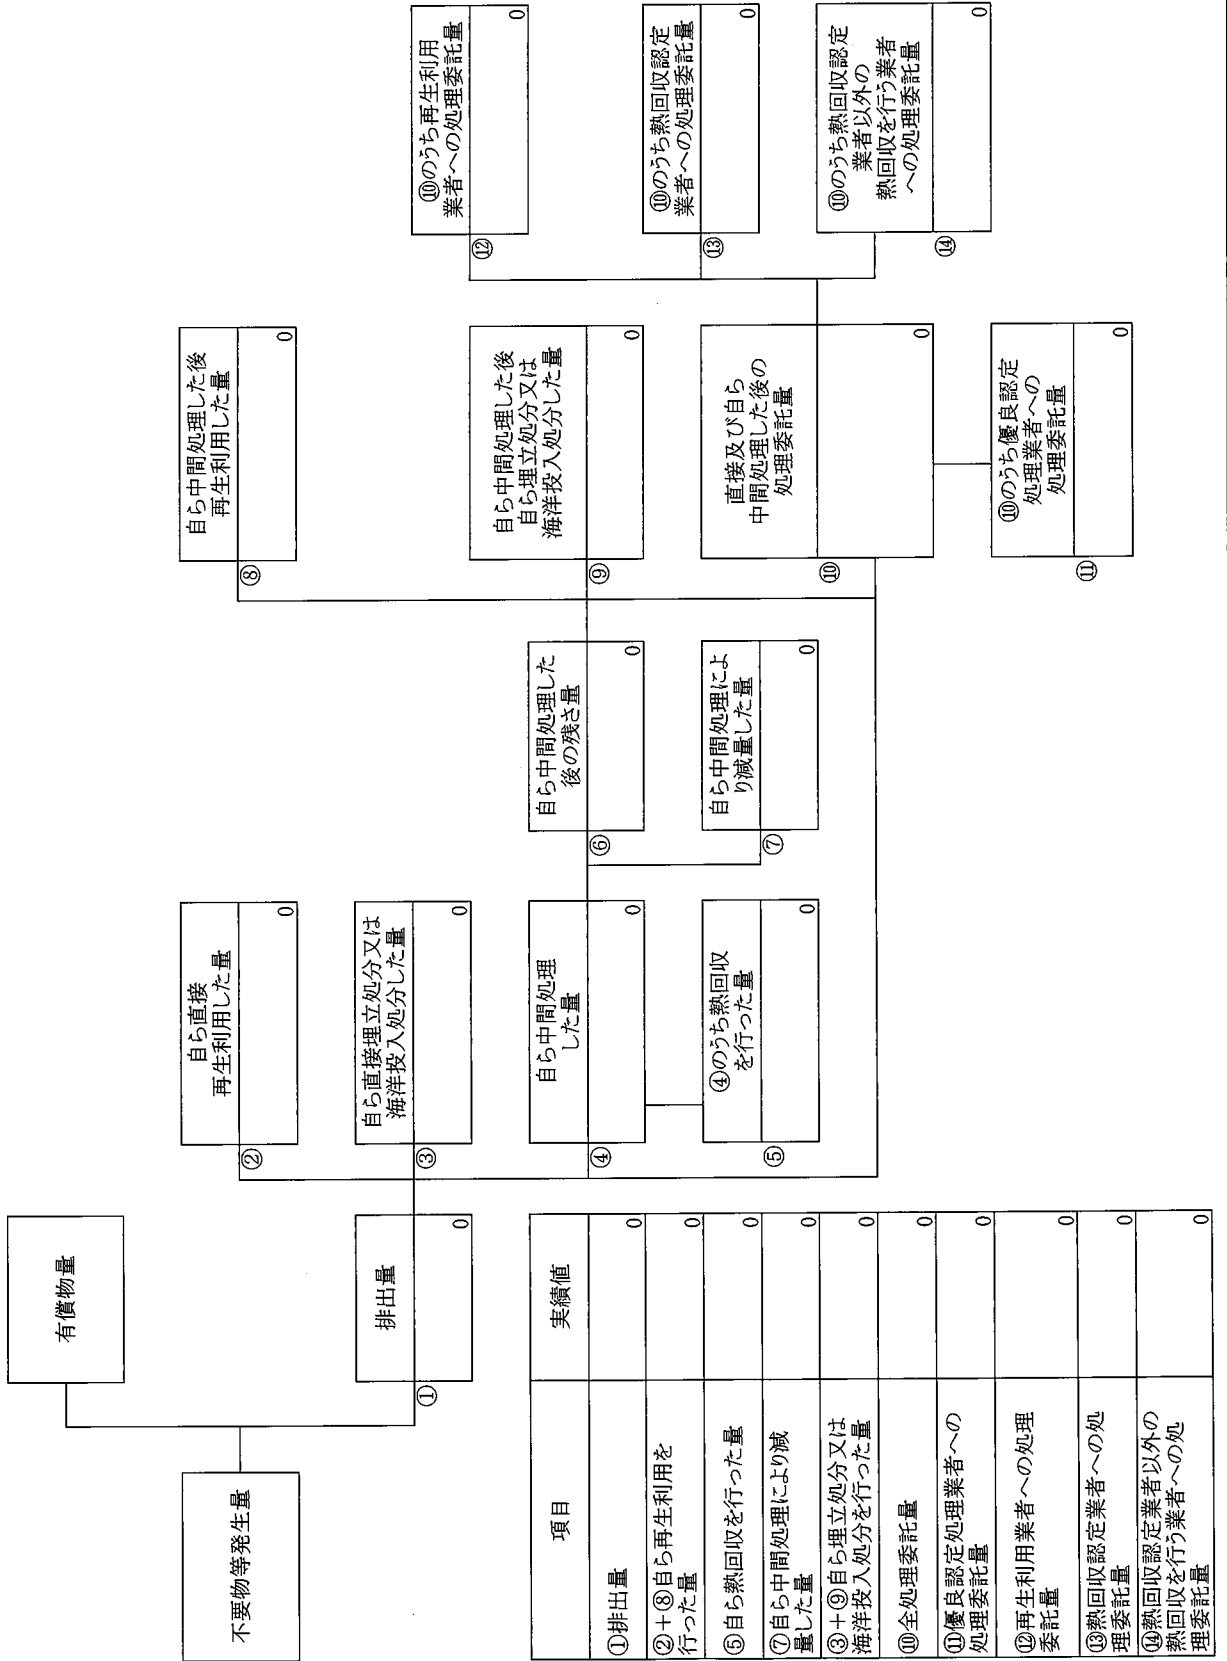 不要物等発生量
有償物量
①
排出量
0
②
自ら直接
再生利用した量
0
③
自ら直接埋立処分又は
海洋投入処分した量
0
④
自ら中間処理
した量
0
⑤
④のうち熱回収
を行った量
0
⑥
自ら中間処理した
後の残さ量
0
⑦
自ら中間処理によ
り減量した量
0
⑧
自ら中間処理した後
再生利用した量
0
⑨
自ら中間処理した後
自ら埋立処分又は
海洋投入処分した量
0
⑩
直接及び自ら
中間処理した後の
処理委託量
0
⑪
⑩のうち優良認定
処理業者への
処理委託量
0
⑫
⑩のうち再生利用
業者への処理委託量
0
⑬
⑩のうち熱回収認定
業者への処理委託量
0
⑭
⑩のうち熱回収認定
業者以外の
熱回収を行う業者
への処理委託量
0
項目 実績値
①排出量 0
②+⑧自ら再生利用を
行った量 0
⑤自ら熱回収を行った量 0
⑦自ら中間処理により減
量した量 0
③+⑨自ら埋立処分又は
海洋投入処分を行った量 0
⑩全処理委託量 0
⑪優良認定処理業者への
処理委託量 0
⑫再生利用業者への処理
委託量 0
⑬熱回収認定業者への処
理委託量 0
⑭熱回収認定業者以外の
熱回収を行う業者への処
理委託量 0